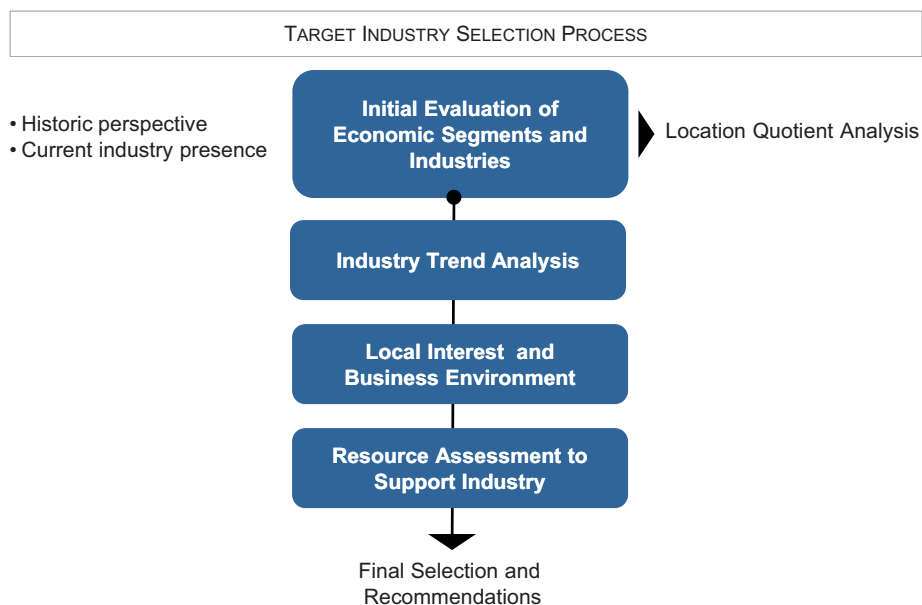 TARGET INDUSTRY SELECTION PROCESS
• Historic perspective
• Current industry presence
Initial Evaluation of
Economic Segments and
Industries
Location Quotient Analysis
Industry Trend Analysis
Local Interest and
Business Environment
Resource Assessment to
Support Industry
Final Selection and
Recommendations